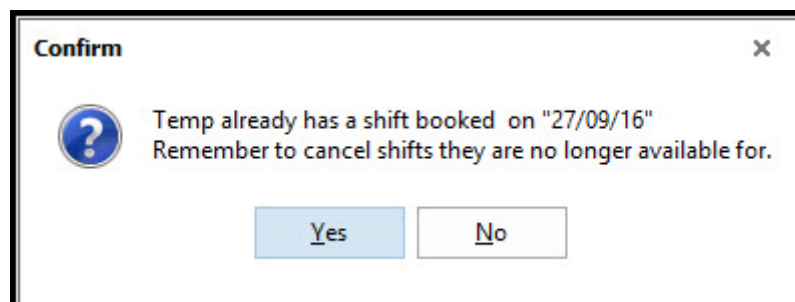 Confirm
Temp already has a shift booked  on "27/09/16"
Remember to cancel shifts they are no longer available for.
Yes
No